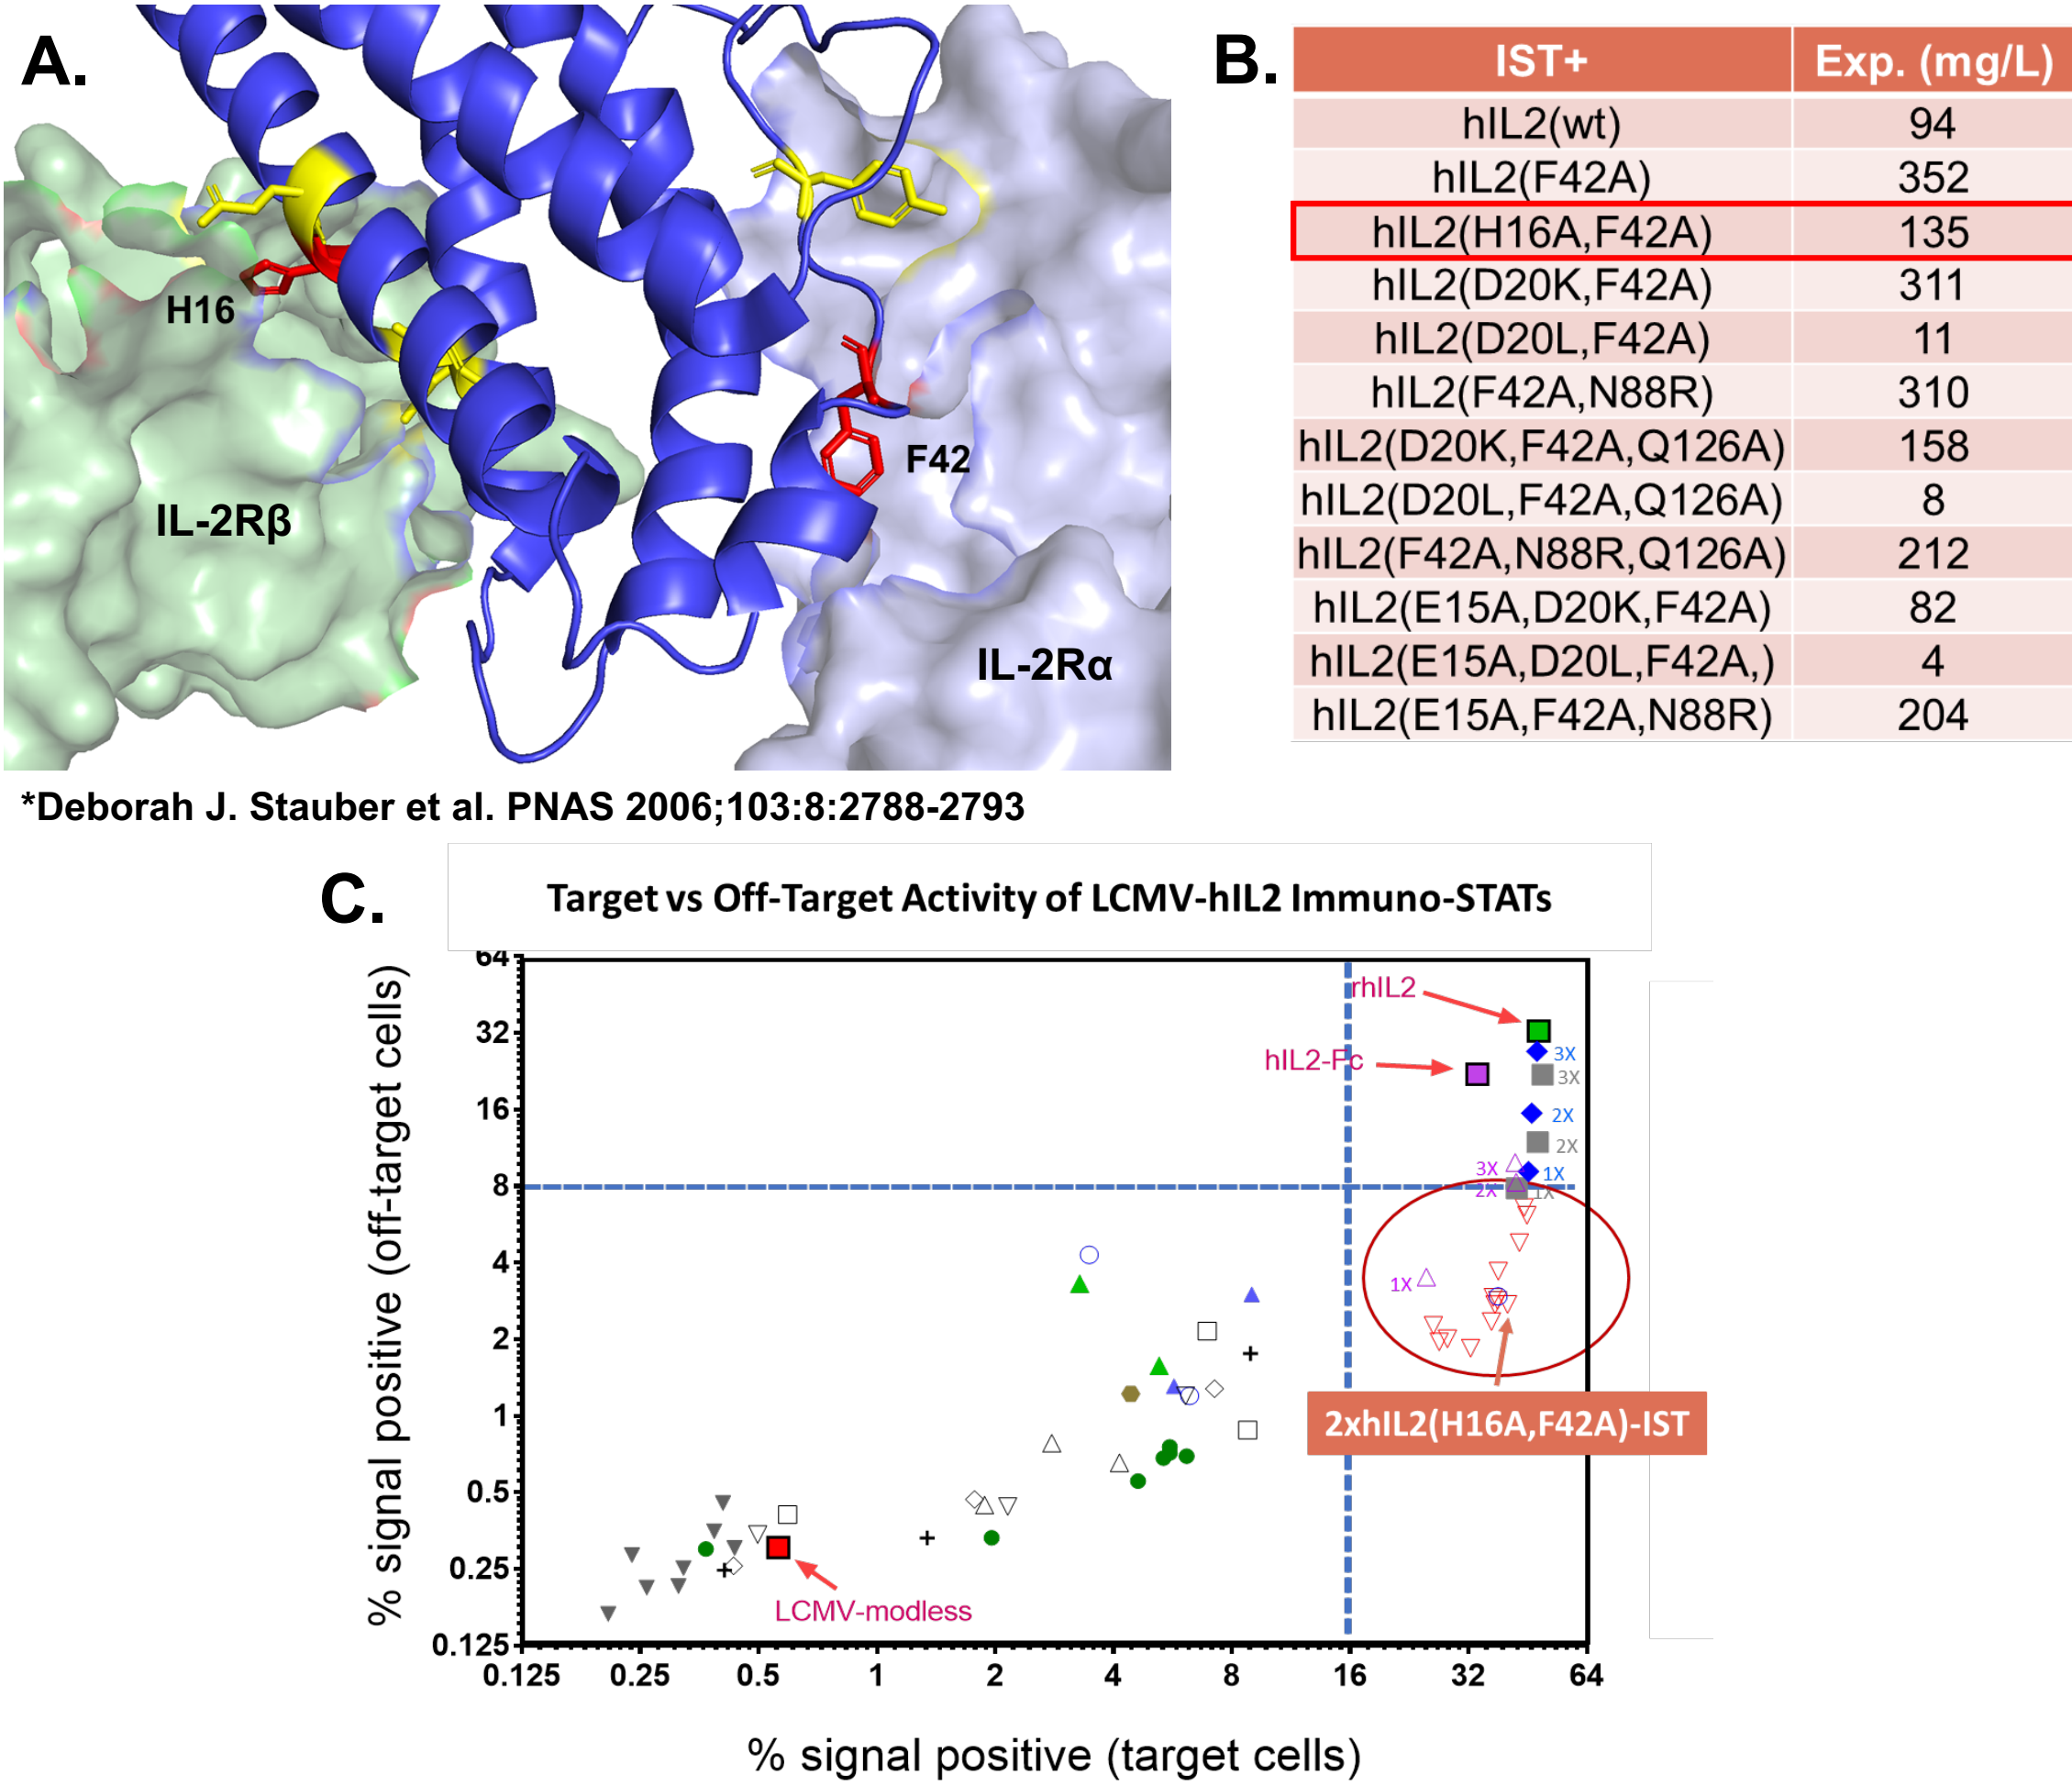 A.
H16
F42
IL-2Rβ
IL-2Rα
*Deborah J. Stauber et al. PNAS 2006;103:8:2788-2793
B.
IST+ Exp. (mg/L)
hIL2(wt) 94
hIL2(F42A) 352
hIL2(H16A,F42A) 135
hIL2(D20K,F42A) 311
hIL2(D20L,F42A) 11
hIL2(F42A,N88R) 310
hIL2(D20K,F42A,Q126A) 158
hIL2(D20L,F42A,Q126A) 8
hIL2(F42A,N88R,Q126A) 212
hIL2(E15A,D20K,F42A) 82
hIL2(E15A,D20L,F42A,) 4
hIL2(E15A,F42A,N88R) 204
C.
Target vs Off-Target Activity of LCMV-hIL2 Immuno-STATs
% signal positive (off-target cells)
64
32
16
8
4
2
1
0.5
0.25
0.125
rhIL2
hIL2-Fc
3X
3X
2X
2X
3X
1X
2X
1X
1X
2xhIL2(H16A,F42A)-IST
LCMV-modless
0.125 0.25 0.5 1 2 4 8 16 32 64
% signal positive (target cells)